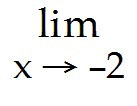 lim
x → –2